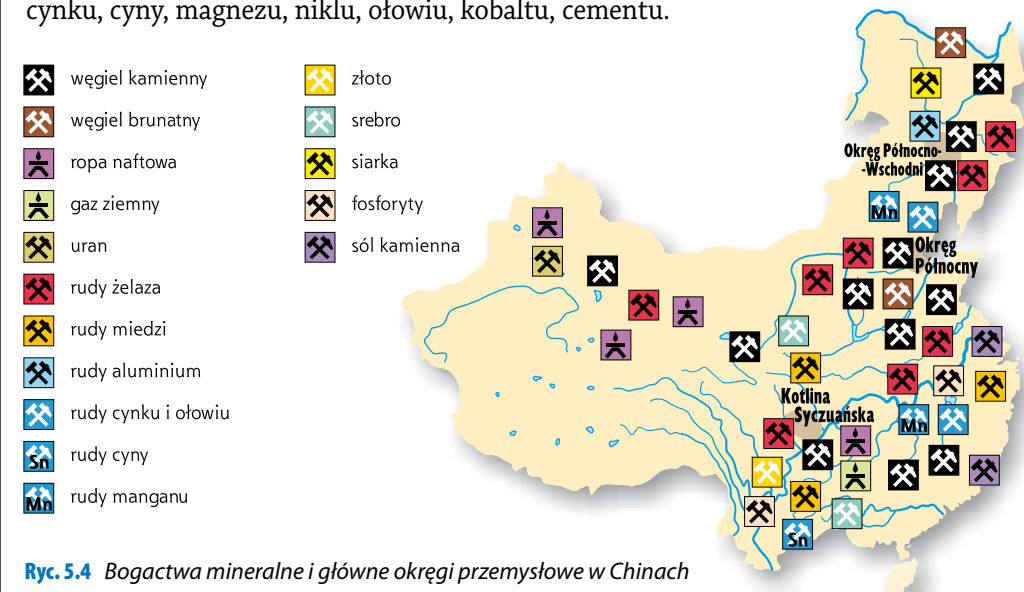 cynku, cyny, magnezu, niklu, ołowiu, kobaltu, cementu.
węgiel kamienny
węgiel brunatny
ropa naftowa
gaz ziemny
uran
rudy żelaza
rudy miedzi
rudy aluminium
rudy cynku i ołowiu
Sn rudy cyny
Mn rudy manganu
złoto
srebro
siarka
fosforyty
sól kamienna
Okręg Północno-
-Wschodni
Mn
Okręg
Północny
Kotlina
Syczuańska
Mn
Sn
Ryc. 5.4 Bogactwa mineralne i główne okręgi przemysłowe w Chinach